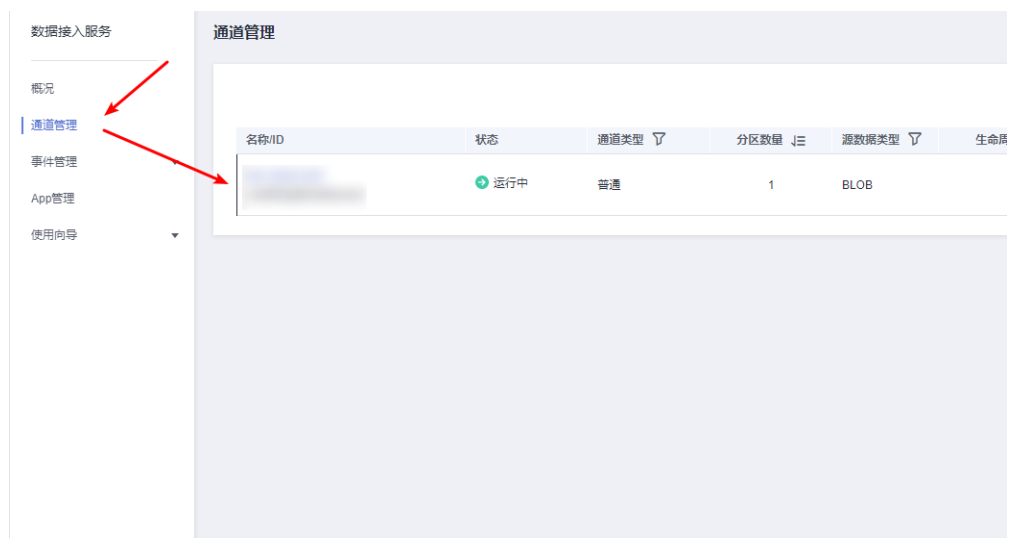 数据接入服务
概况
通道管理
事件管理
App管理
使用向导
通道管理
名称/ID 状态 通道类型 分区数量 源数据类型
运行中 普通 1 BLOB